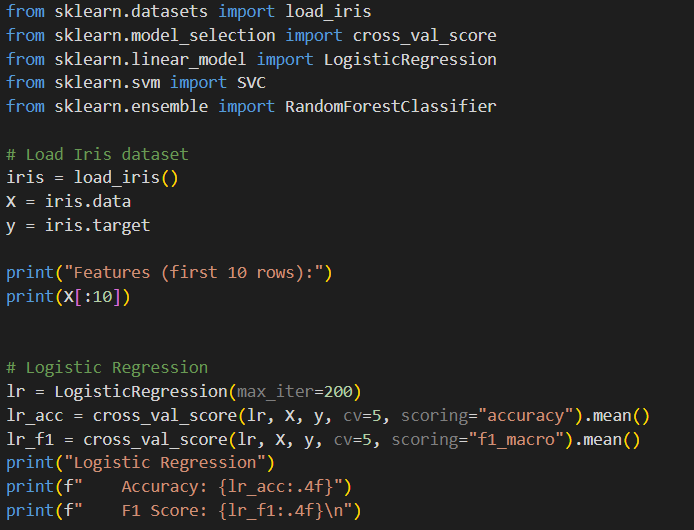 from sklearn.datasets import load_iris
from sklearn.model_selection import cross_val_score
from sklearn.linear_model import LogisticRegression
from sklearn.svm import SVC
from sklearn.ensemble import RandomForestClassifier

# Load Iris dataset
iris = load_iris()
X = iris.data
y = iris.target

print("Features (first 10 rows):")
print(X[:10])


# Logistic Regression
lr = LogisticRegression(max_iter=200)
lr_acc = cross_val_score(lr, X, y, cv=5, scoring="accuracy").mean()
lr_f1 = cross_val_score(lr, X, y, cv=5, scoring="f1_macro").mean()
print("Logistic Regression")
print(f"    Accuracy: {lr_acc:.4f}")
print(f"    F1 Score: {lr_f1:.4f}\n")